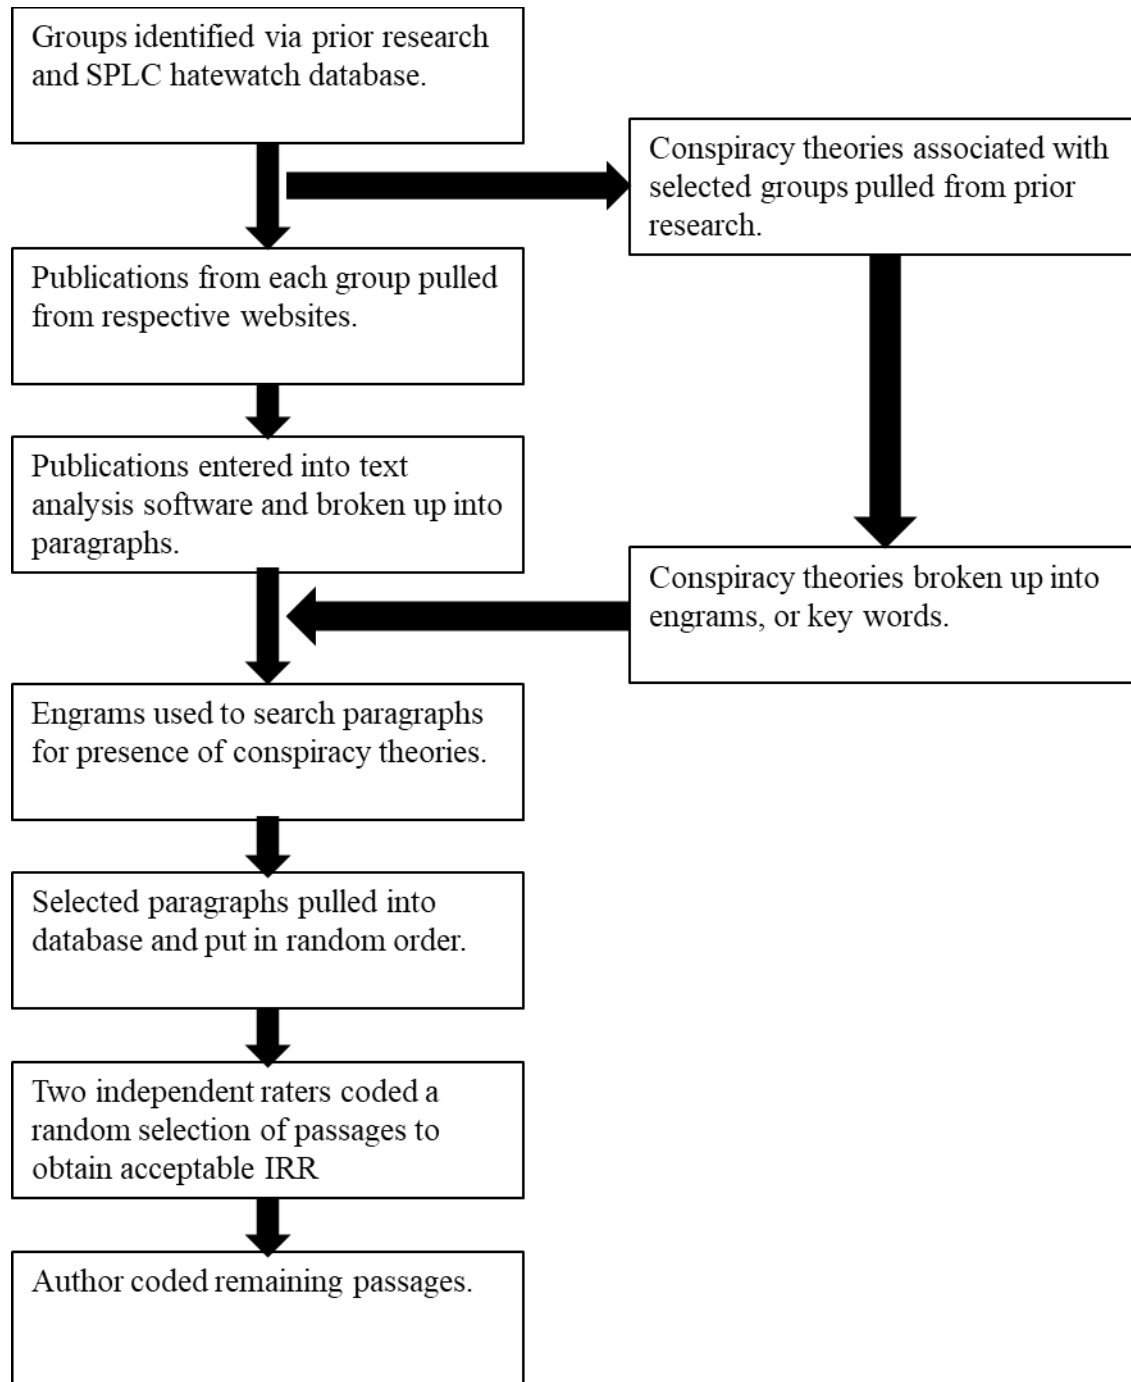 Groups identified via prior research
and SPLC hatewatch database.
Conspiracy theories associated with
selected groups pulled from prior
research.
Publications from each group pulled
from respective websites.
Publications entered into text
analysis software and broken up into
paragraphs.
Conspiracy theories broken up into
engrams, or key words.
Engrams used to search paragraphs
for presence of conspiracy theories.
Selected paragraphs pulled into
database and put in random order.
Two independent raters coded a
random selection of passages to
obtain acceptable IRR
Author coded remaining passages.